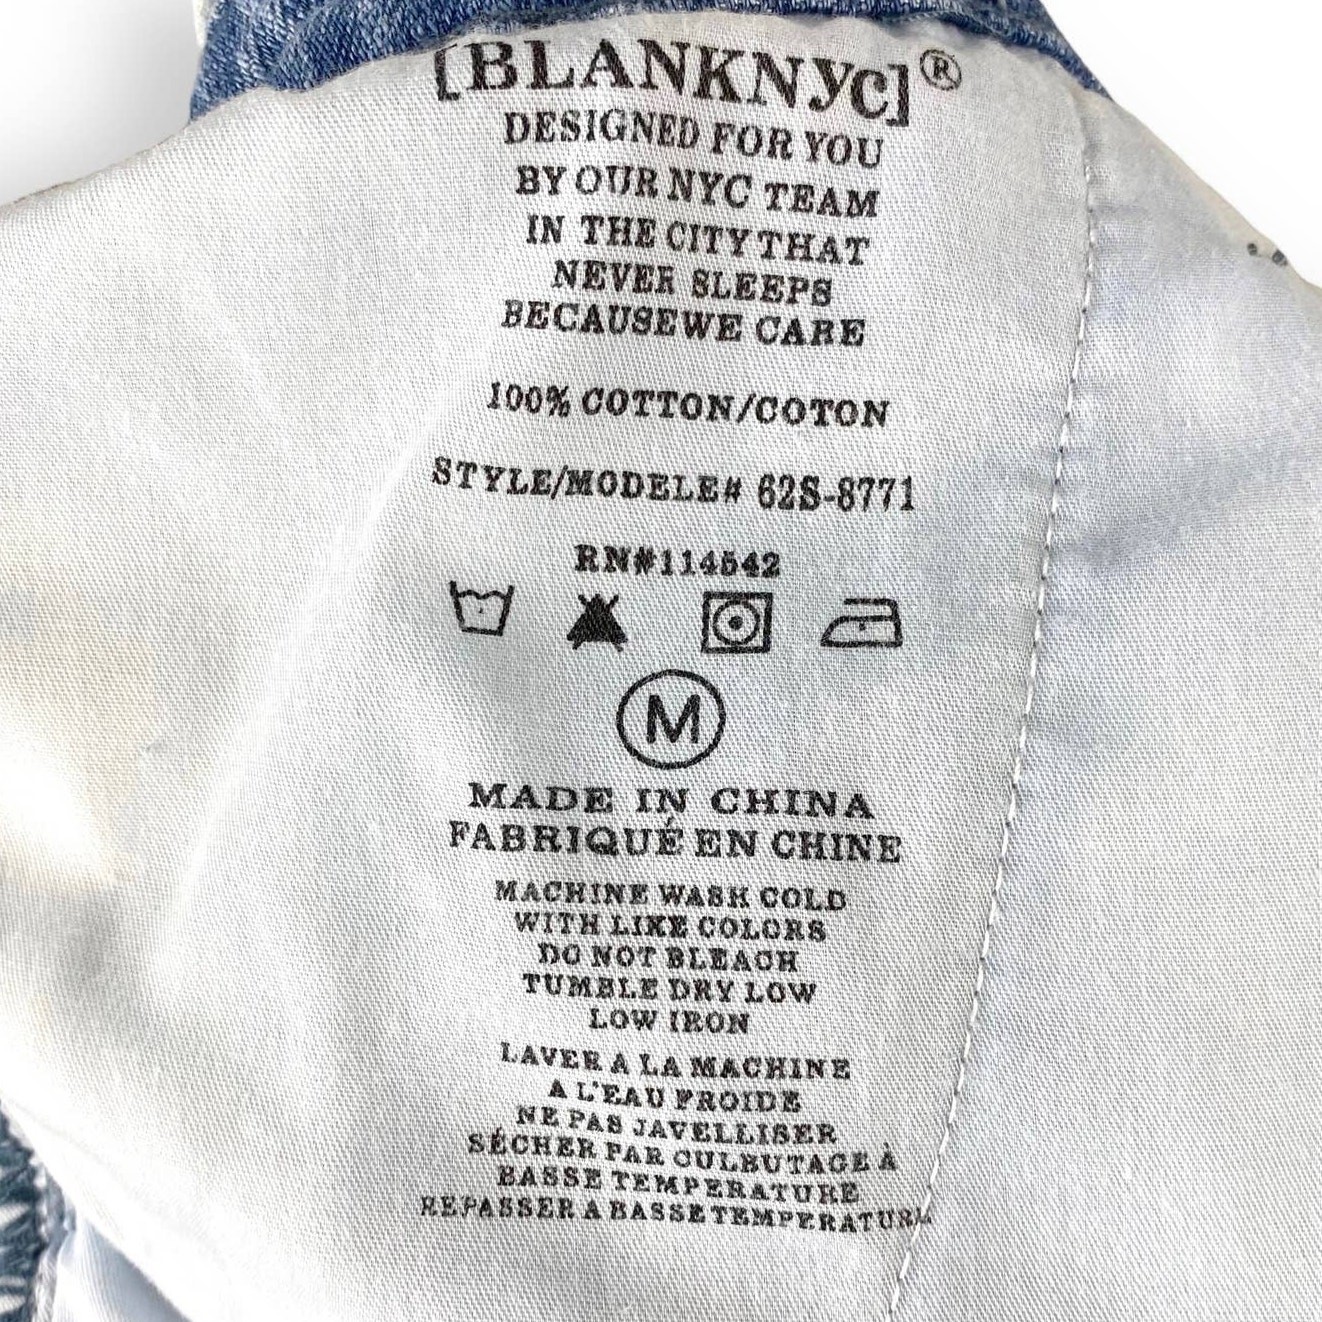 [BLANKNYC]®
DESIGNED FOR YOU
BY OUR NYC TEAM
IN THE CITY THAT
NEVER SLEEPS
BECAUSEWE CARE
100% COTTON/COTON
STYLE/MODELE# 62S-8771
RN#114542
M
MADE IN CHINA
FABRIQUÉ EN CHINE
MACHINE WASH COLD
WITH LIKE COLORS
DO NOT BLEACH
TUMBLE DRY LOW
LOW IRON
LAVER A LA MACHINE
A L'EAU FROIDE
NE PAS JAVELLISER
SÉCHER PAR CULBUTAGE À
BASSE TEMPERATURE
REPASSER A BASSE TEMPERATURE